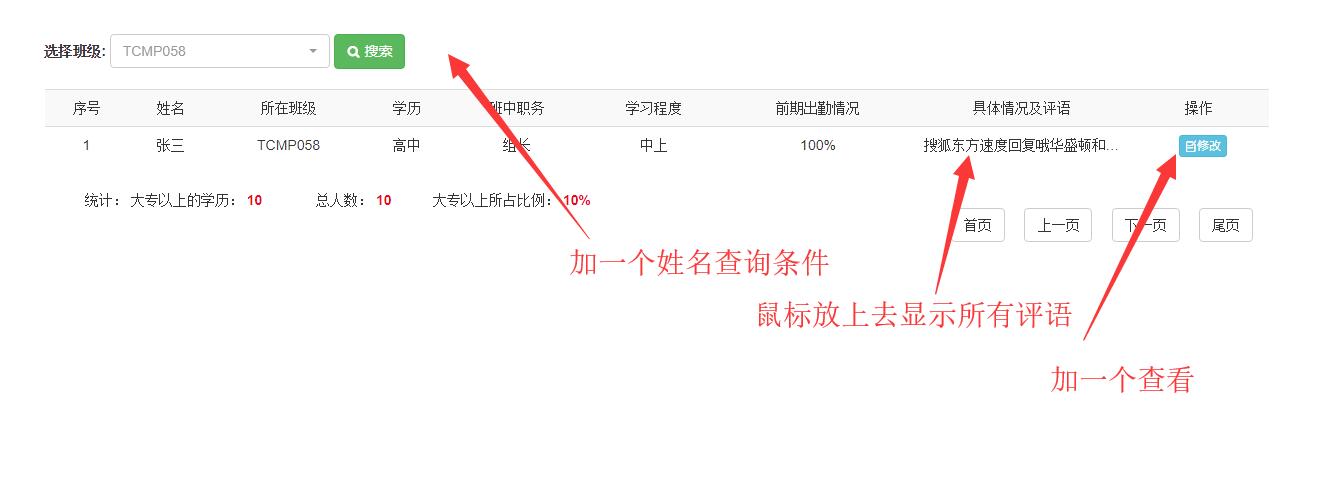 选择班级: TCMP058 搜索
序号 姓名 所在班级 学历 班中职务 学习程度 前期出勤情况 具体情况及评语 操作
1 张三 TCMP058 高中 组长 中上 100% 搜狐东方速度回复哦华盛顿和... 修改
统计：大专以上的学历：10 总人数：10 大专以上所占比例：10%
首页 上一页 下一页 尾页
加一个姓名查询条件
鼠标放上去显示所有评语
加一个查看